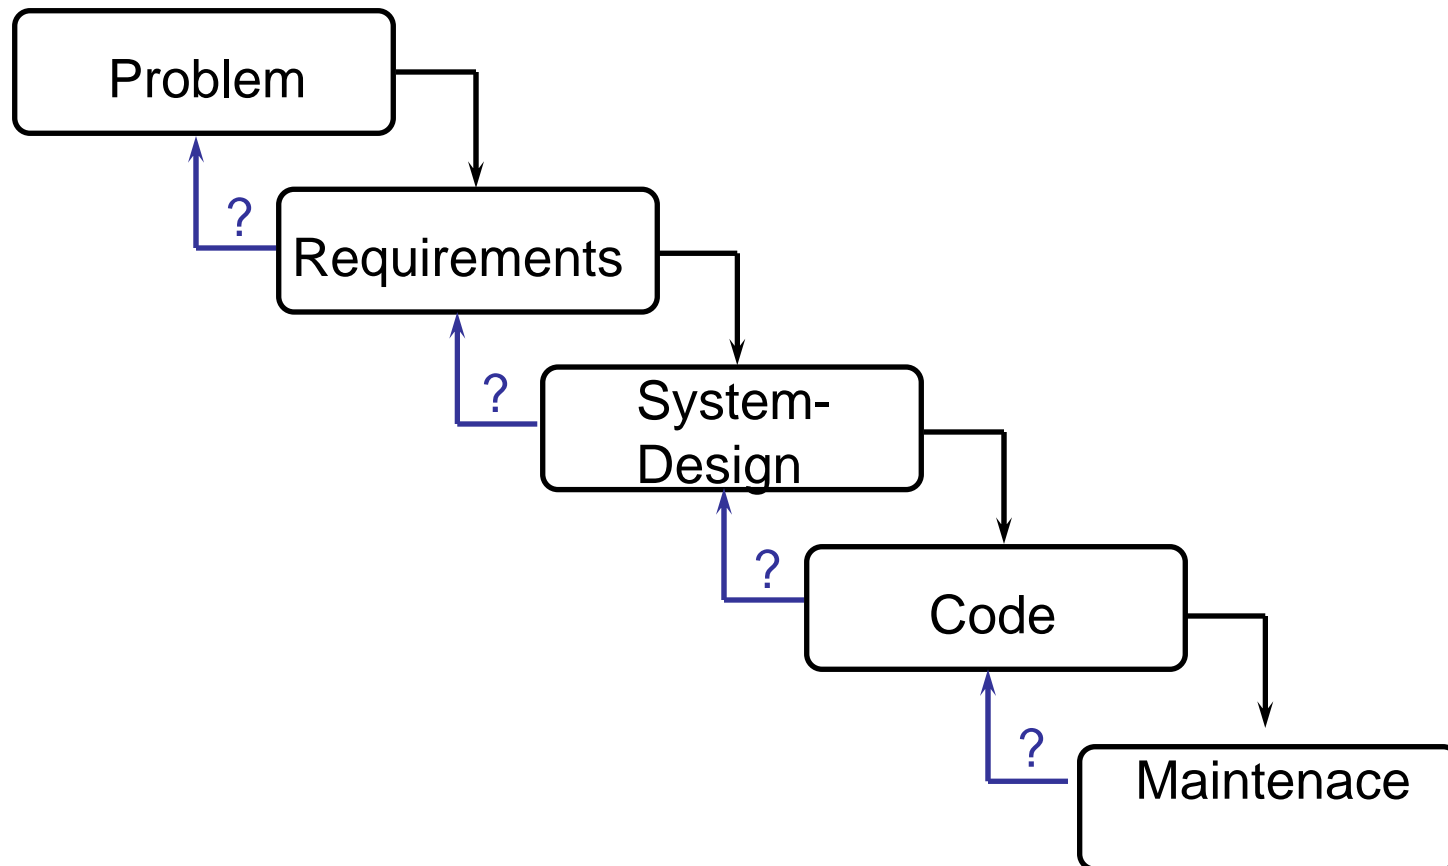 Problem
?
Requirements
?
System-
Design
?
Code
?
Maintenace